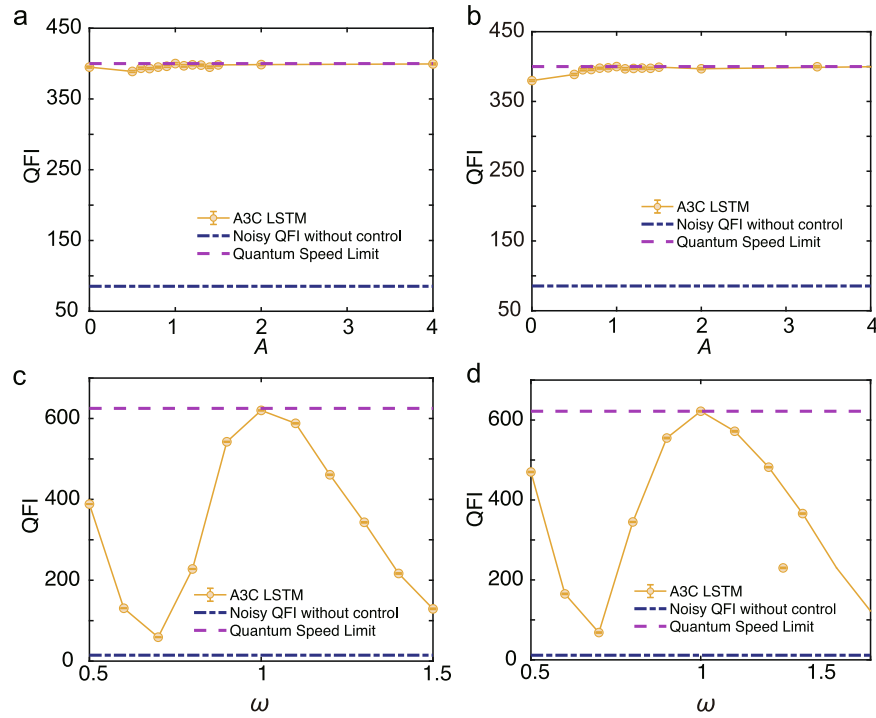 a
450
350
250
150
50
QFI
A3C LSTM
Noisy QFI without control
Quantum Speed Limit
0 1 2 3 4
A
b
450
350
250
150
50
QFI
A3C LSTM
Noisy QFI without control
Quantum Speed Limit
0 1 2 3 4
A
c
600
400
200
0
QFI
A3C LSTM
Noisy QFI without control
Quantum Speed Limit
0.5 1 1.5
ω
d
600
400
200
0
QFI
A3C LSTM
Noisy QFI without control
Quantum Speed Limit
0.5 1 1.5
ω